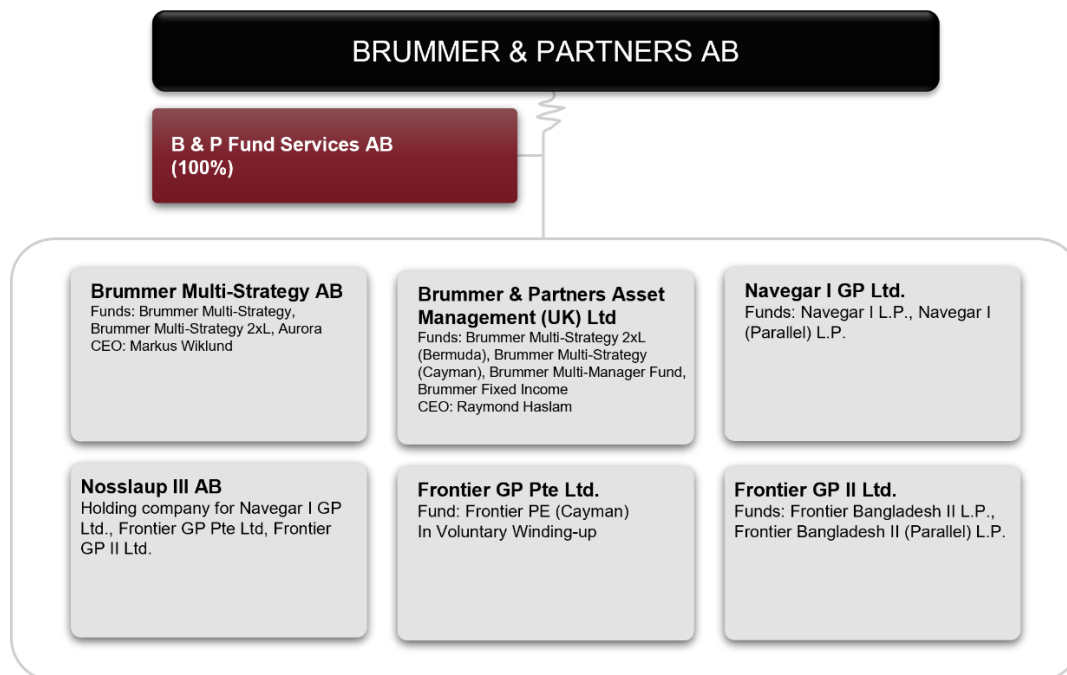 BRUMMER & PARTNERS AB
B & P Fund Services AB
(100%)
Brummer Multi-Strategy AB
Funds: Brummer Multi-Strategy,
Brummer Multi-Strategy 2xL, Aurora
CEO: Markus Wiklund
Brummer & Partners Asset
Management (UK) Ltd
Funds: Brummer Multi-Strategy 2xL
(Bermuda), Brummer Multi-Strategy
(Cayman), Brummer Multi-Manager Fund,
Brummer Fixed Income
CEO: Raymond Haslam
Navegar I GP Ltd.
Funds: Navegar I L.P., Navegar I
(Parallel) L.P.
Nosslaup III AB
Holding company for Navegar I GP
Ltd., Frontier GP Pte Ltd, Frontier
GP II Ltd.
Frontier GP Pte Ltd.
Fund: Frontier PE (Cayman)
In Voluntary Winding-up
Frontier GP II Ltd.
Funds: Frontier Bangladesh II L.P.,
Frontier Bangladesh II (Parallel) L.P.